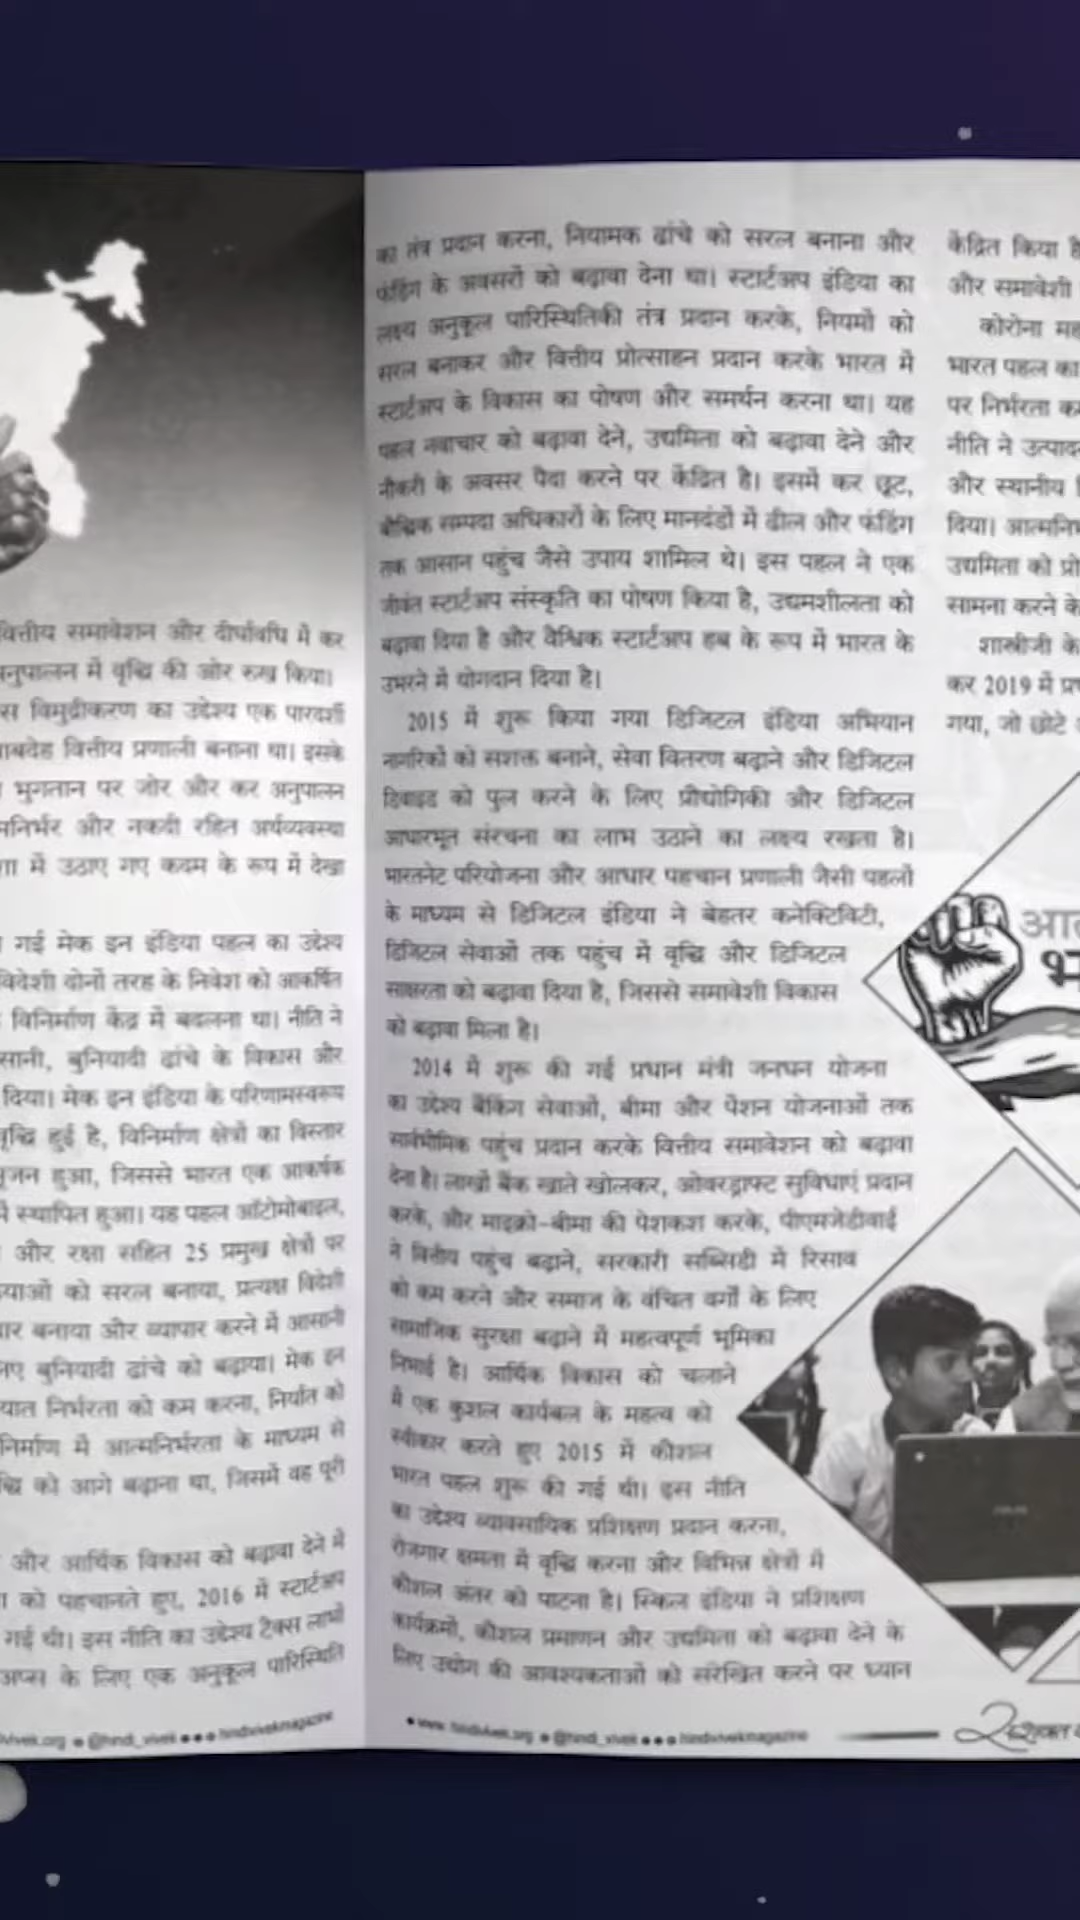 वित्तीय समावेशन और दीर्घावधि में कर
अनुपालन में वृद्धि की ओर रुख किया।
स विमुद्रीकरण का उद्देश्य एक पारदर्शी
वित्तीय प्रणाली बनाना था। इसके
भुगतान पर जोर और कर अनुपालन
और नकदी रहित अर्थव्यवस्था
में उठाए गए कदम के रूप में देखा
गई मेक इन इंडिया पहल का उद्देश्य
विदेशी दोनों तरह के निवेश को आकर्षित
विनिर्माण केंद्र में बदलना था। नीति ने
बुनियादी ढांचे के विकास और
दिया। मेक इन इंडिया के परिणामस्वरूप
वृद्धि हुई है, विनिर्माण क्षेत्रों का विस्तार
हुआ, जिससे भारत एक आकर्षक
स्थापित हुआ। यह पहल ऑटोमोबाइल,
और रक्षा सहित 25 प्रमुख क्षेत्रों पर
को सरल बनाया, प्रत्यक्ष विदेशी
बनाया और व्यापार करने में आसानी
बुनियादी ढांचे को बढ़ाया। मेक इन
निर्भरता को कम करना, निर्यात को
में आत्मनिर्भरता के माध्यम से
को आगे बढ़ाना था, जिसमें वह पूरी
और आर्थिक विकास को बढ़ावा देने में
को पहचानते हुए, 2016 में स्टार्टअप
गई थी। इस नीति का उद्देश्य टैक्स लाभों
के लिए एक अनुकूल पारिस्थिति
@hindi_vivek hindivivekmagazine
का तंत्र प्रदान करना, नियामक ढांचे को सरल बनाना और
फंडिंग के अवसरों को बढ़ावा देना था। स्टार्टअप इंडिया का
लक्ष्य अनुकूल पारिस्थितिकी तंत्र प्रदान करके, नियमों को
सरल बनाकर और वित्तीय प्रोत्साहन प्रदान करके भारत में
स्टार्टअप के विकास का पोषण और समर्थन करना था। यह
पहल नवाचार को बढ़ावा देने, उद्यमिता को बढ़ावा देने और
नौकरी के अवसर पैदा करने पर केंद्रित है। इसमें कर छूट,
बौद्धिक सम्पदा अधिकारों के लिए मानदंडों में ढील और फंडिंग
तक आसान पहुंच जैसे उपाय शामिल थे। इस पहल ने एक
जीवंत स्टार्टअप संस्कृति का पोषण किया है, उद्यमशीलता को
बढ़ावा दिया है और वैश्विक स्टार्टअप हब के रूप में भारत के
उभरने में योगदान दिया है।
2015 में शुरू किया गया डिजिटल इंडिया अभियान
नागरिकों को सशक्त बनाने, सेवा वितरण बढ़ाने और डिजिटल
डिवाइड को पुल करने के लिए प्रौद्योगिकी और डिजिटल
आधारभूत संरचना का लाभ उठाने का लक्ष्य रखता है।
भारतनेट परियोजना और आधार पहचान प्रणाली जैसी पहलों
के माध्यम से डिजिटल इंडिया ने बेहतर कनेक्टिविटी,
डिजिटल सेवाओं तक पहुंच में वृद्धि और डिजिटल
साक्षरता को बढ़ावा दिया है, जिससे समावेशी विकास
को बढ़ावा मिला है।
2014 में शुरू की गई प्रधान मंत्री जनधन योजना
का उद्देश्य बैंकिंग सेवाओं, बीमा और पेंशन योजनाओं तक
सार्वभौमिक पहुंच प्रदान करके वित्तीय समावेशन को बढ़ावा
देना है। लाखों बैंक खाते खोलकर, ओवरड्राफ्ट सुविधाएं प्रदान
करके, और माइक्रो-बीमा की पेशकश करके, पीएमजेडीवाई
ने वित्तीय पहुंच बढ़ाने, सरकारी सब्सिडी में रिसाव
को कम करने और समाज के वंचित वर्गों के लिए
सामाजिक सुरक्षा बढ़ाने में महत्वपूर्ण भूमिका
निभाई है। आर्थिक विकास को चलाने
में एक कुशल कार्यबल के महत्व को
स्वीकार करते हुए 2015 में कौशल
भारत पहल शुरू की गई थी। इस नीति
का उद्देश्य व्यावसायिक प्रशिक्षण प्रदान करना,
रोजगार क्षमता में वृद्धि करना और विभिन्न क्षेत्रों में
कौशल अंतर को पाटना है। स्किल इंडिया ने प्रशिक्षण
कार्यक्रमों, कौशल प्रमाणन और उद्यमिता को बढ़ावा देने के
लिए उद्योग की आवश्यकताओं को संरेखित करने पर ध्यान
www.hindivivek.org @hindi_vivek hindivivekmagazine
केंद्रित किया है
और समावेशी
कोरोना
भारत पहल का
पर निर्भरता
नीति ने
और स्थानीय
दिया।
उद्यमिता को
सामना करने के
शास्त्रीजी के
कर 2019 में
गया, जो छोटे